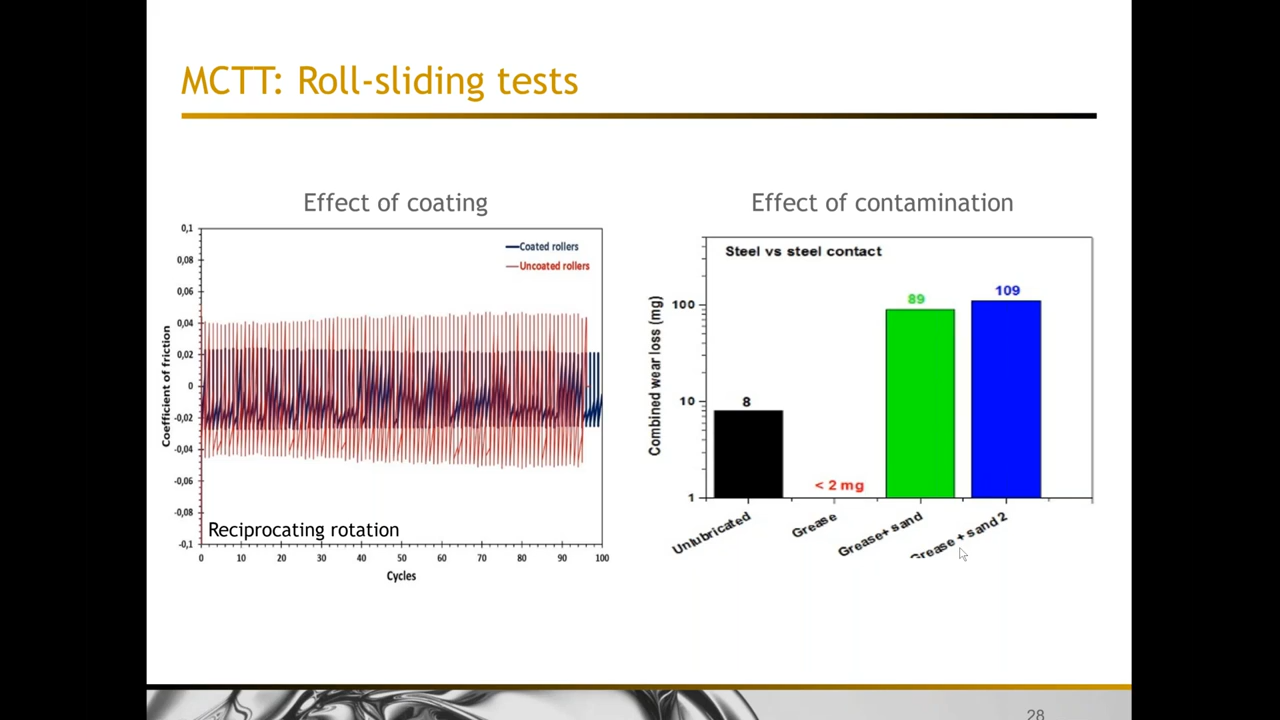 MCTT: Roll-sliding tests
Effect of coating
0,1
0,08
0,06
0,04
0,02
0
-0,02
-0,04
-0,06
-0,08
-0,1
Coefficient of friction
Coated rollers
Uncoated rollers
Reciprocating rotation
0 10 20 30 40 50 60 70 80 90 100
Cycles
Effect of contamination
Steel vs steel contact
Combined wear loss (mg)
100
10
1
8
< 2 mg
89
109
Unlubricated
Grease
Grease+ sand
Grease + sand 2
28